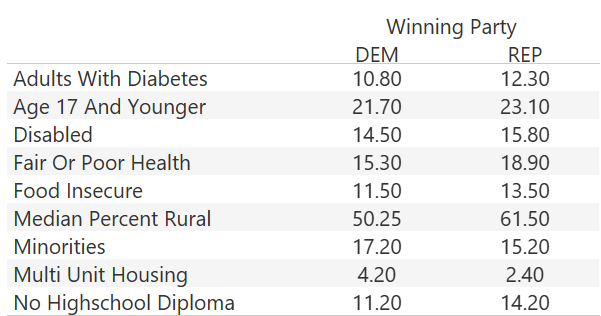 Winning Party
DEM REP
Adults With Diabetes 10.80 12.30
Age 17 And Younger 21.70 23.10
Disabled 14.50 15.80
Fair Or Poor Health 15.30 18.90
Food Insecure 11.50 13.50
Median Percent Rural 50.25 61.50
Minorities 17.20 15.20
Multi Unit Housing 4.20 2.40
No Highschool Diploma 11.20 14.20